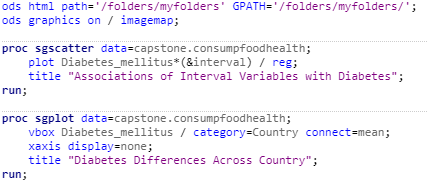 ods html path='/folders/myfolders' GPATH='/folders/myfolders/';
ods graphics on / imagemap;
proc sgscatter data=capstone.consumpfoodhealth;
plot Diabetes_mellitus*(&interval) / reg;
title "Associations of Interval Variables with Diabetes";
run;
proc sgplot data=capstone.consumpfoodhealth;
vbox Diabetes_mellitus / category=Country connect=mean;
xaxis display=none;
title "Diabetes Differences Across Country";
run;